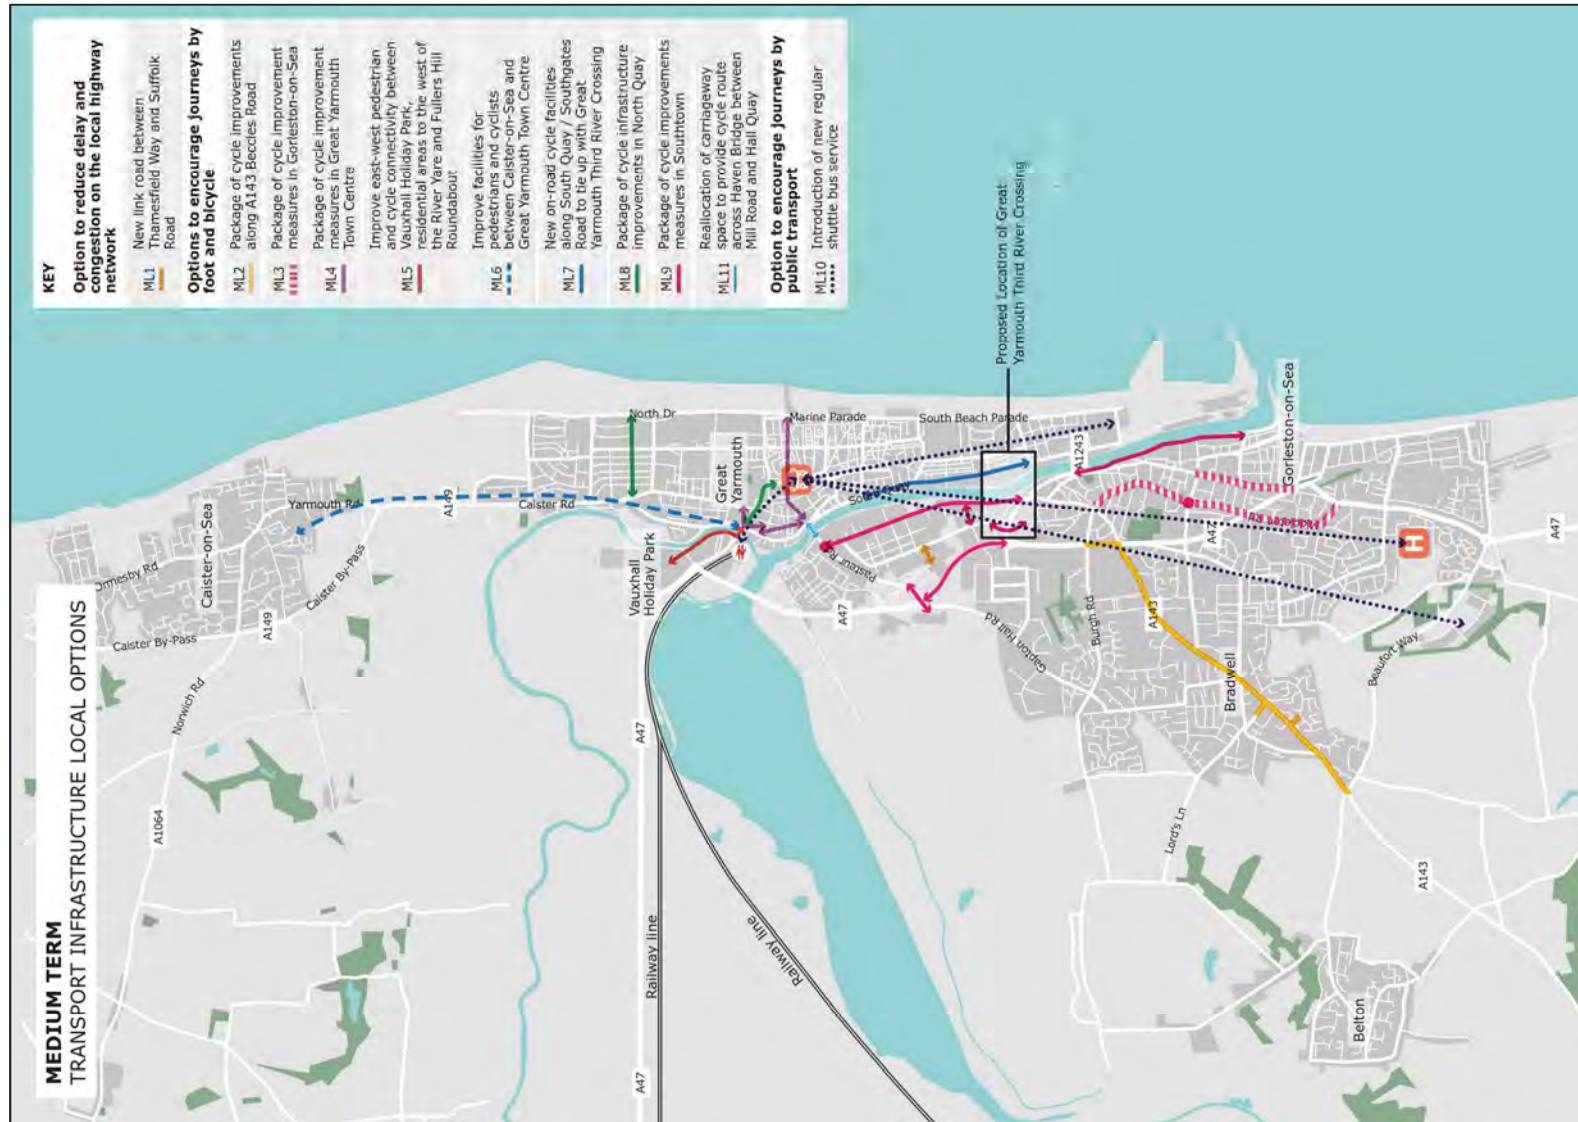 MEDIUM TERM
TRANSPORT INFRASTRUCTURE LOCAL OPTIONS
KEY
Option to reduce delay and
congestion on the local highway
network
ML1 New link road between
Thamesfield Way and Suffolk
Road
Options to encourage journeys by
foot and bicycle
ML2 Package of cycle improvements
along A143 Beccles Road
ML3 Package of cycle improvement
measures in Gorleston-on-Sea
ML4 Package of cycle improvement
measures in Great Yarmouth
Town Centre
ML5 Improve east-west pedestrian
and cycle connectivity between
Vauxhall Holiday Park,
residential areas to the west of
the River Yare and Fullers Hill
Roundabout
ML6 Improve facilities for
pedestrians and cyclists
between Caister-on-Sea and
Great Yarmouth Town Centre
ML7 New on-road cycle facilities
along South Quay / Southgates
Road to tie up with Great
Yarmouth Third River Crossing
ML8 Package of cycle infrastructure
improvements in North Quay
ML9 Package of cycle improvements
measures in Southtown
ML11 Reallocation of carriageway
space to provide cycle route
across Haven Bridge between
Mill Road and Hall Quay
Option to encourage journeys by
public transport
ML10 Introduction of new regular
shuttle bus service
Proposed Location of Great
Yarmouth Third River Crossing
Ormesby Rd
Caister-on-Sea
Yarmouth Rd
Caister By-Pass
Caister By-Pass
A149
Norwich Rd
A1064
A149
Caister Rd
North Dr
Great
Yarmouth
Marine Parade
South Beach Parade
Vauxhall
Holiday Park
H
Pasteur Rd
A47
A47
A47
Railway line
Railway line
Gapton Hall Rd
Burgh Rd
A143
Bradwell
A1243
A47
Gorleston-on-Sea
H
A47
Beaufort Way
Lord's Ln
A143
Belton